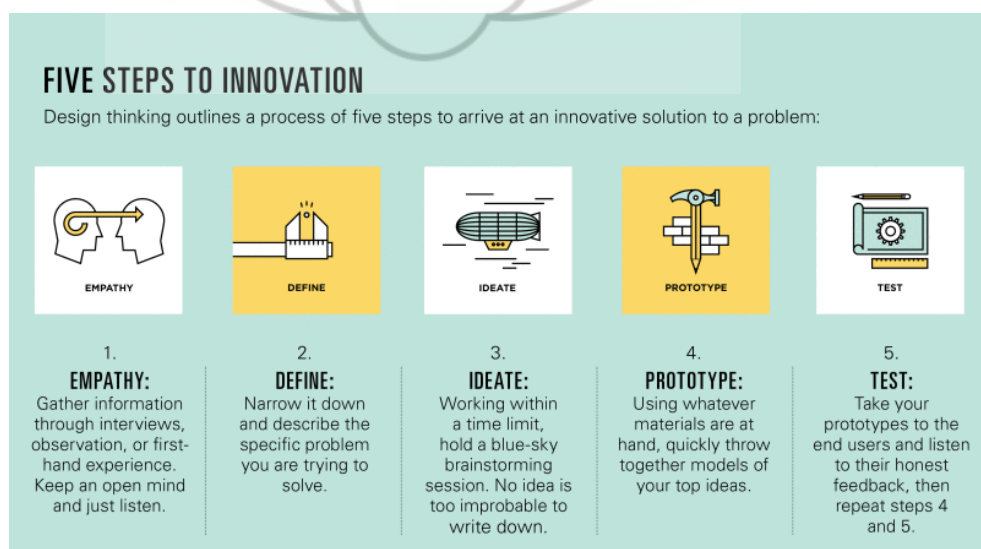 FIVE STEPS TO INNOVATION
Design thinking outlines a process of five steps to arrive at an innovative solution to a problem:
EMPATHY
DEFINE
IDEATE
PROTOTYPE
TEST
1.
EMPATHY:
Gather information
through interviews,
observation, or first-
hand experience.
Keep an open mind
and just listen.
2.
DEFINE:
Narrow it down
and describe the
specific problem
you are trying to
solve.
3.
IDEATE:
Working within
a time limit,
hold a blue-sky
brainstorming
session. No idea is
too improbable to
write down.
4.
PROTOTYPE:
Using whatever
materials are at
hand, quickly throw
together models of
your top ideas.
5.
TEST:
Take your
prototypes to the
end users and listen
to their honest
feedback, then
repeat steps 4
and 5.